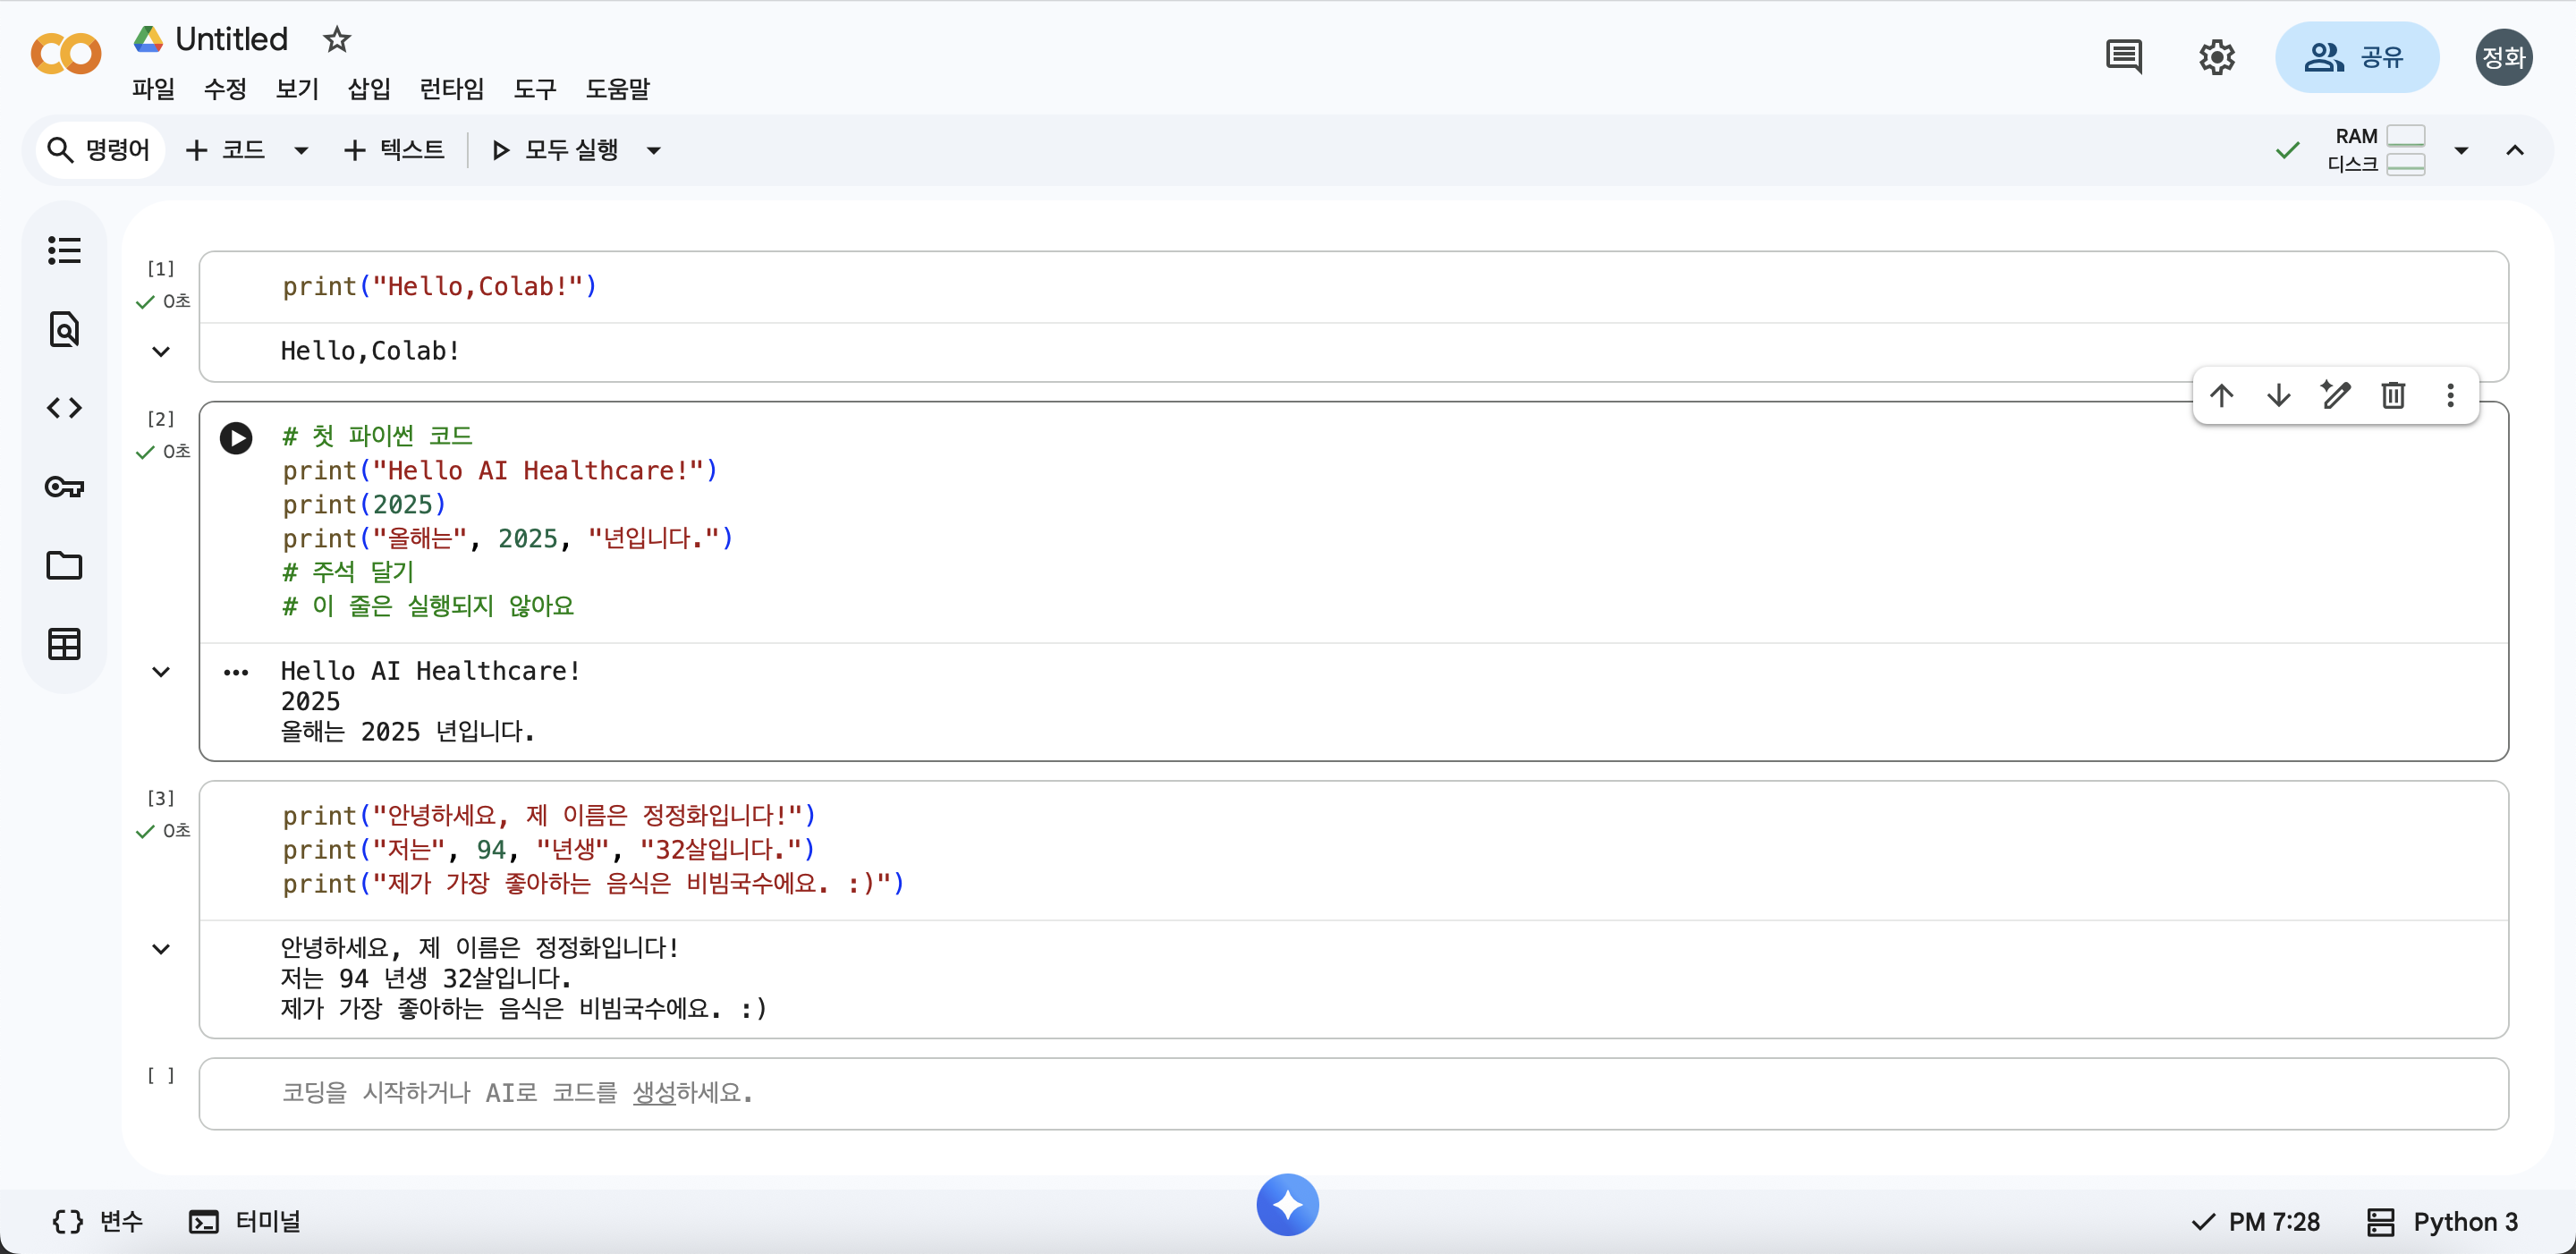 Untitled
파일 수정 보기 삽입 런타임 도구 도움말
공유
정화
명령어 + 코드 + 텍스트 모두 실행
RAM
디스크
[1]
0초
print("Hello,Colab!")
Hello,Colab!
[2]
0초
# 첫 파이썬 코드
print("Hello AI Healthcare!")
print(2025)
print("올해는", 2025, "년입니다.")
# 주석 달기
# 이 줄은 실행되지 않아요
Hello AI Healthcare!
2025
올해는 2025 년입니다.
[3]
0초
print("안녕하세요, 제 이름은 정정화입니다!")
print("저는", 94, "년생", "32살입니다.")
print("제가 가장 좋아하는 음식은 비빔국수에요. :)")
안녕하세요, 제 이름은 정정화입니다!
저는 94 년생 32살입니다.
제가 가장 좋아하는 음식은 비빔국수에요. :)
[ ]
코딩을 시작하거나 AI로 코드를 생성하세요.
변수 터미널 PM 7:28 Python 3